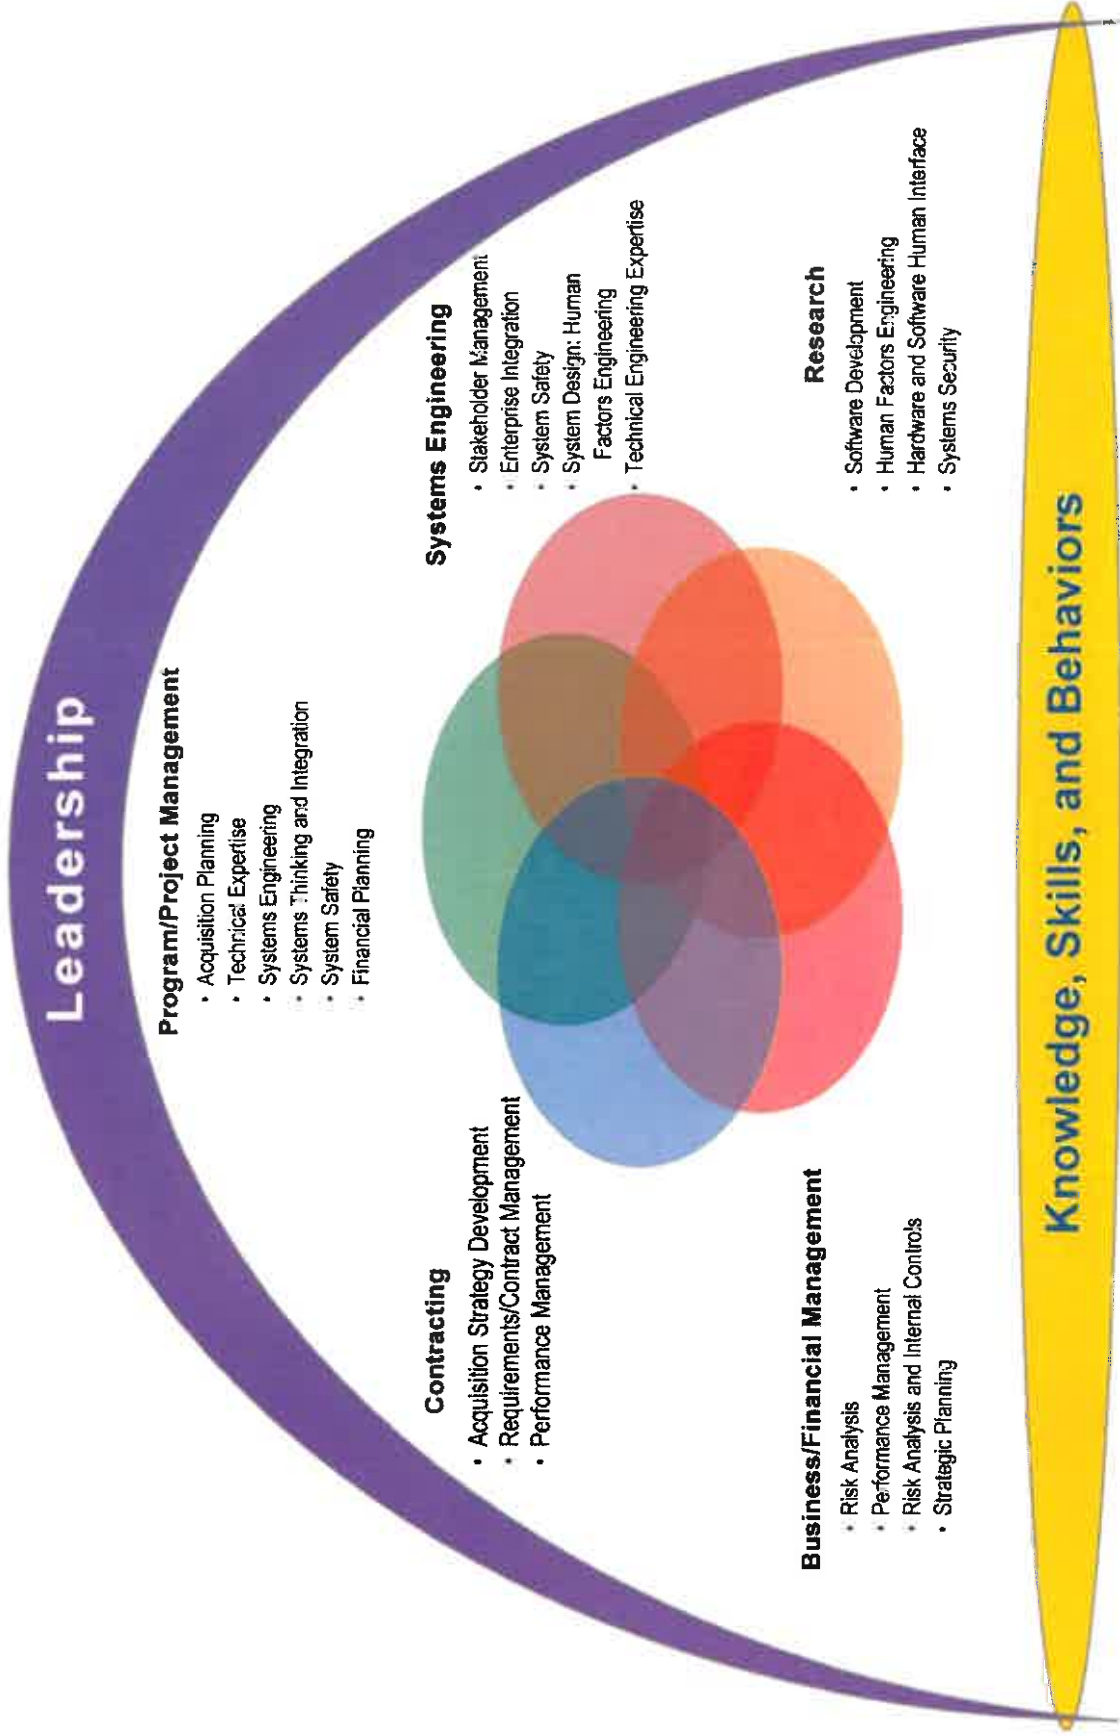 Leadership
Program/Project Management
• Acquisition Planning
• Technical Expertise
• Systems Engineering
• Systems Thinking and Integration
• System Safety
• Financial Planning
Contracting
• Acquisition Strategy Development
• Requirements/Contract Management
• Performance Management
Systems Engineering
• Stakeholder Management
• Enterprise Integration
• System Safety
• System Design: Human
Factors Engineering
• Technical Engineering Expertise
Business/Financial Management
• Risk Analysis
• Performance Management
• Risk Analysis and Internal Controls
• Strategic Planning
Research
• Software Development
• Human Factors Engineering
• Hardware and Software Human Interface
• Systems Security
Knowledge, Skills, and Behaviors